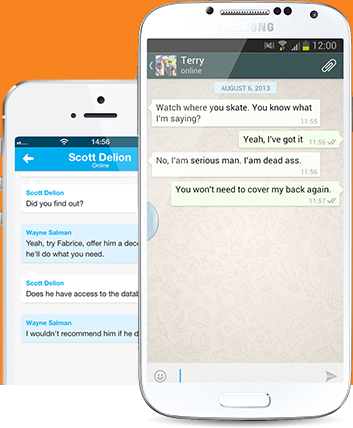 SAMSUNG
12:00
Terry
online
AUGUST 6, 2013
Watch where you skate. You know what
I'm saying?
11:55
Yeah, I've got it
11:56
No, I.am serious man. I.am dead ass.
11:56
You won't need to cover my back again.
11:57
14:56
Scott Delion
Online
Scott Delion
Did you find out?
Wayne Salman
Yeah, try Fabrice, offer him a dece
he'll do what you need.
Scott Delion
Does he have access to the datab
Wayne Salman
I wouldn't recommend him if he d